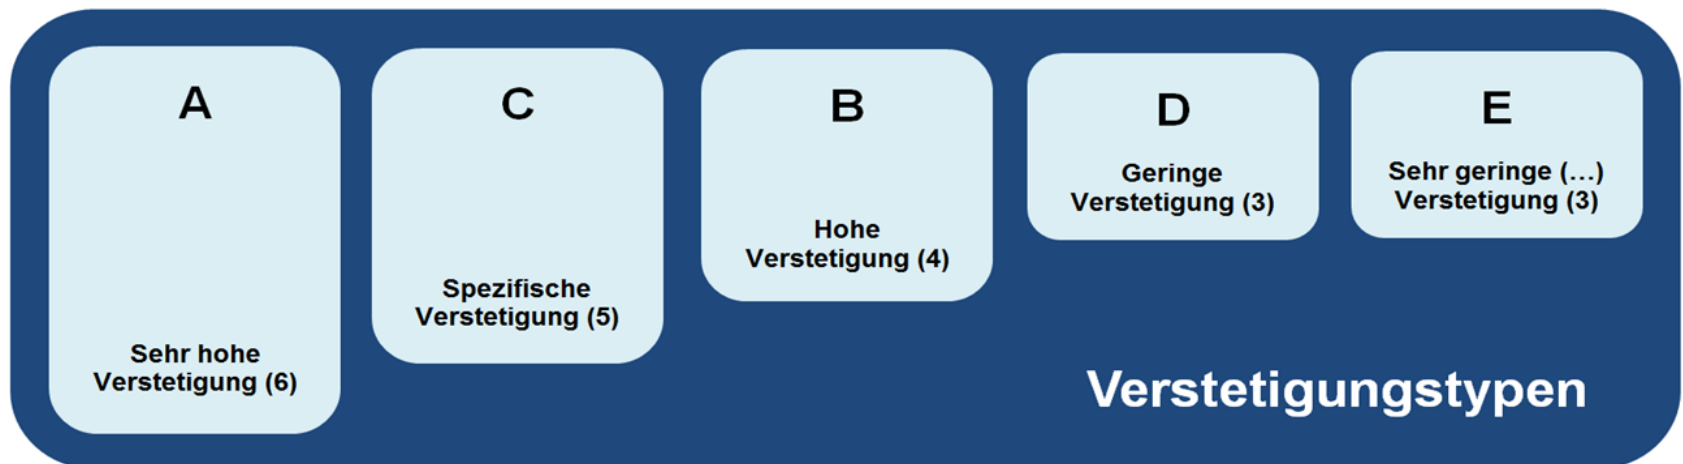 A
Sehr hohe
Verstetigung (6)
C
Spezifische
Verstetigung (5)
B
Hohe
Verstetigung (4)
D
Geringe
Verstetigung (3)
E
Sehr geringe (…)
Verstetigung (3)
Verstetigungstypen